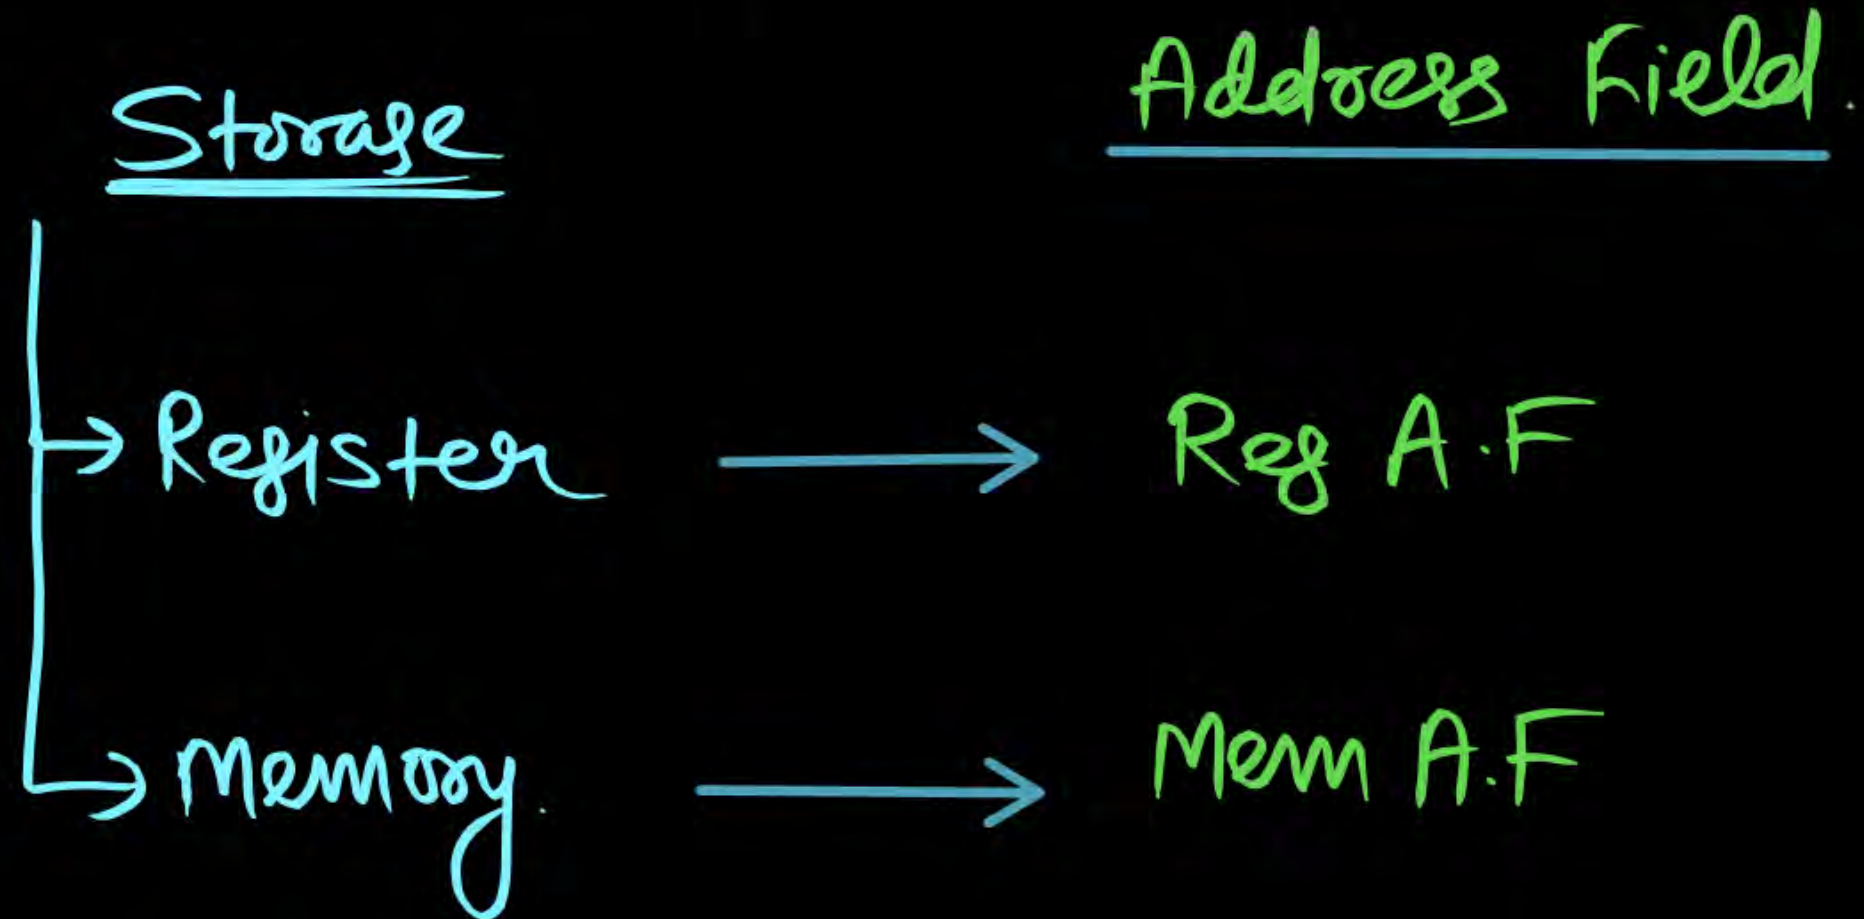 Storage Address Field.
Register → Reg A.F
Memory. → Mem A.F